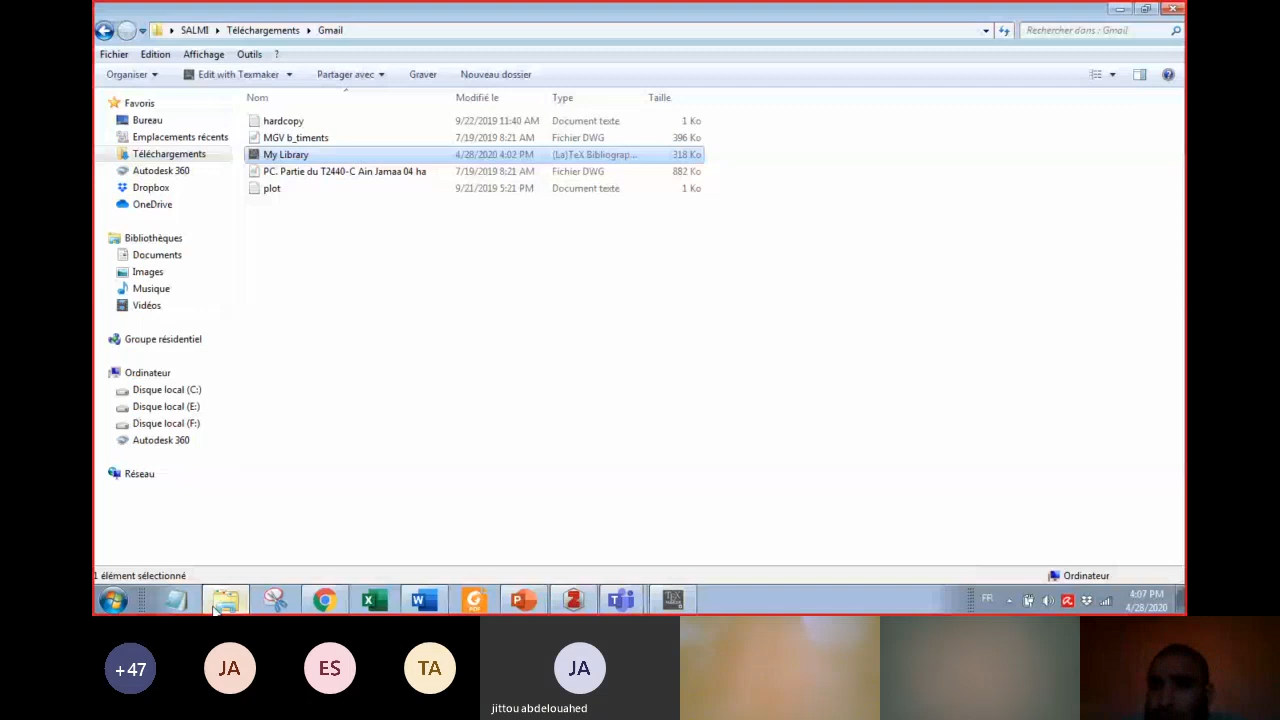 SALMI ▸ Téléchargements ▸ Gmail
Rechercher dans : Gmail
Fichier Edition Affichage Outils ?
Organiser Edit with Texmaker Partager avec Graver Nouveau dossier
Nom Modifié le Type Taille
Favoris
Bureau
Emplacements récents
Téléchargements
Autodesk 360
Dropbox
OneDrive
Bibliothèques
Documents
Images
Musique
Vidéos
Groupe résidentiel
Ordinateur
Disque local (C:)
Disque local (E:)
Disque local (F:)
Autodesk 360
Réseau
hardcopy 9/22/2019 11:40 AM Document texte 1 Ko
MGV b_timents 7/19/2019 8:21 AM Fichier DWG 396 Ko
My Library 4/28/2020 4:02 PM (La)TeX Bibliograp... 318 Ko
PC. Partie du T2440-C Ain Jamaa 04 ha 7/19/2019 8:21 AM Fichier DWG 882 Ko
plot 9/21/2019 5:21 PM Document texte 1 Ko
1 élément sélectionné
Ordinateur
FR
4:07 PM
4/28/2020
+47
JA
ES
TA
JA
jittou abdelouahed